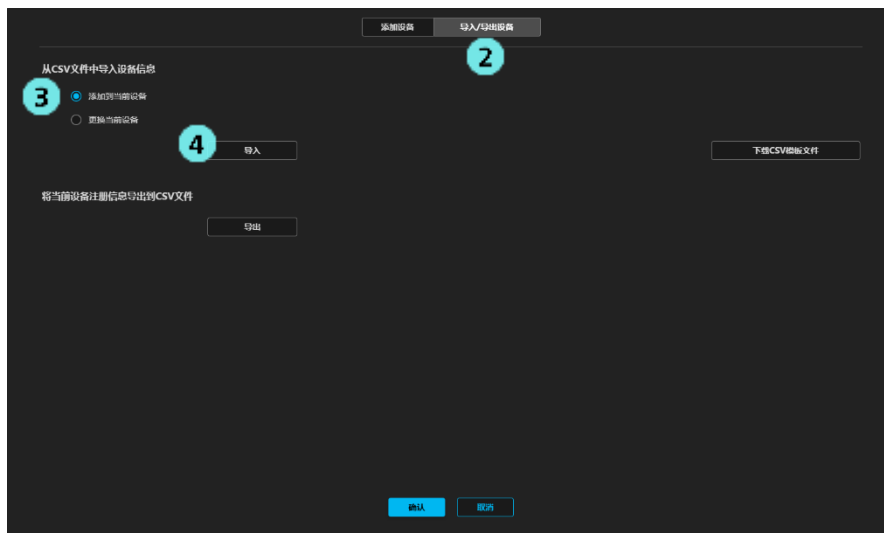 添加设备 导入/导出设备
2
从CSV文件中导入设备信息
3 添加到当前设备
更换当前设备
4 导入 下载CSV模板文件
将当前设备注册信息导出到CSV文件
导出
确认 取消